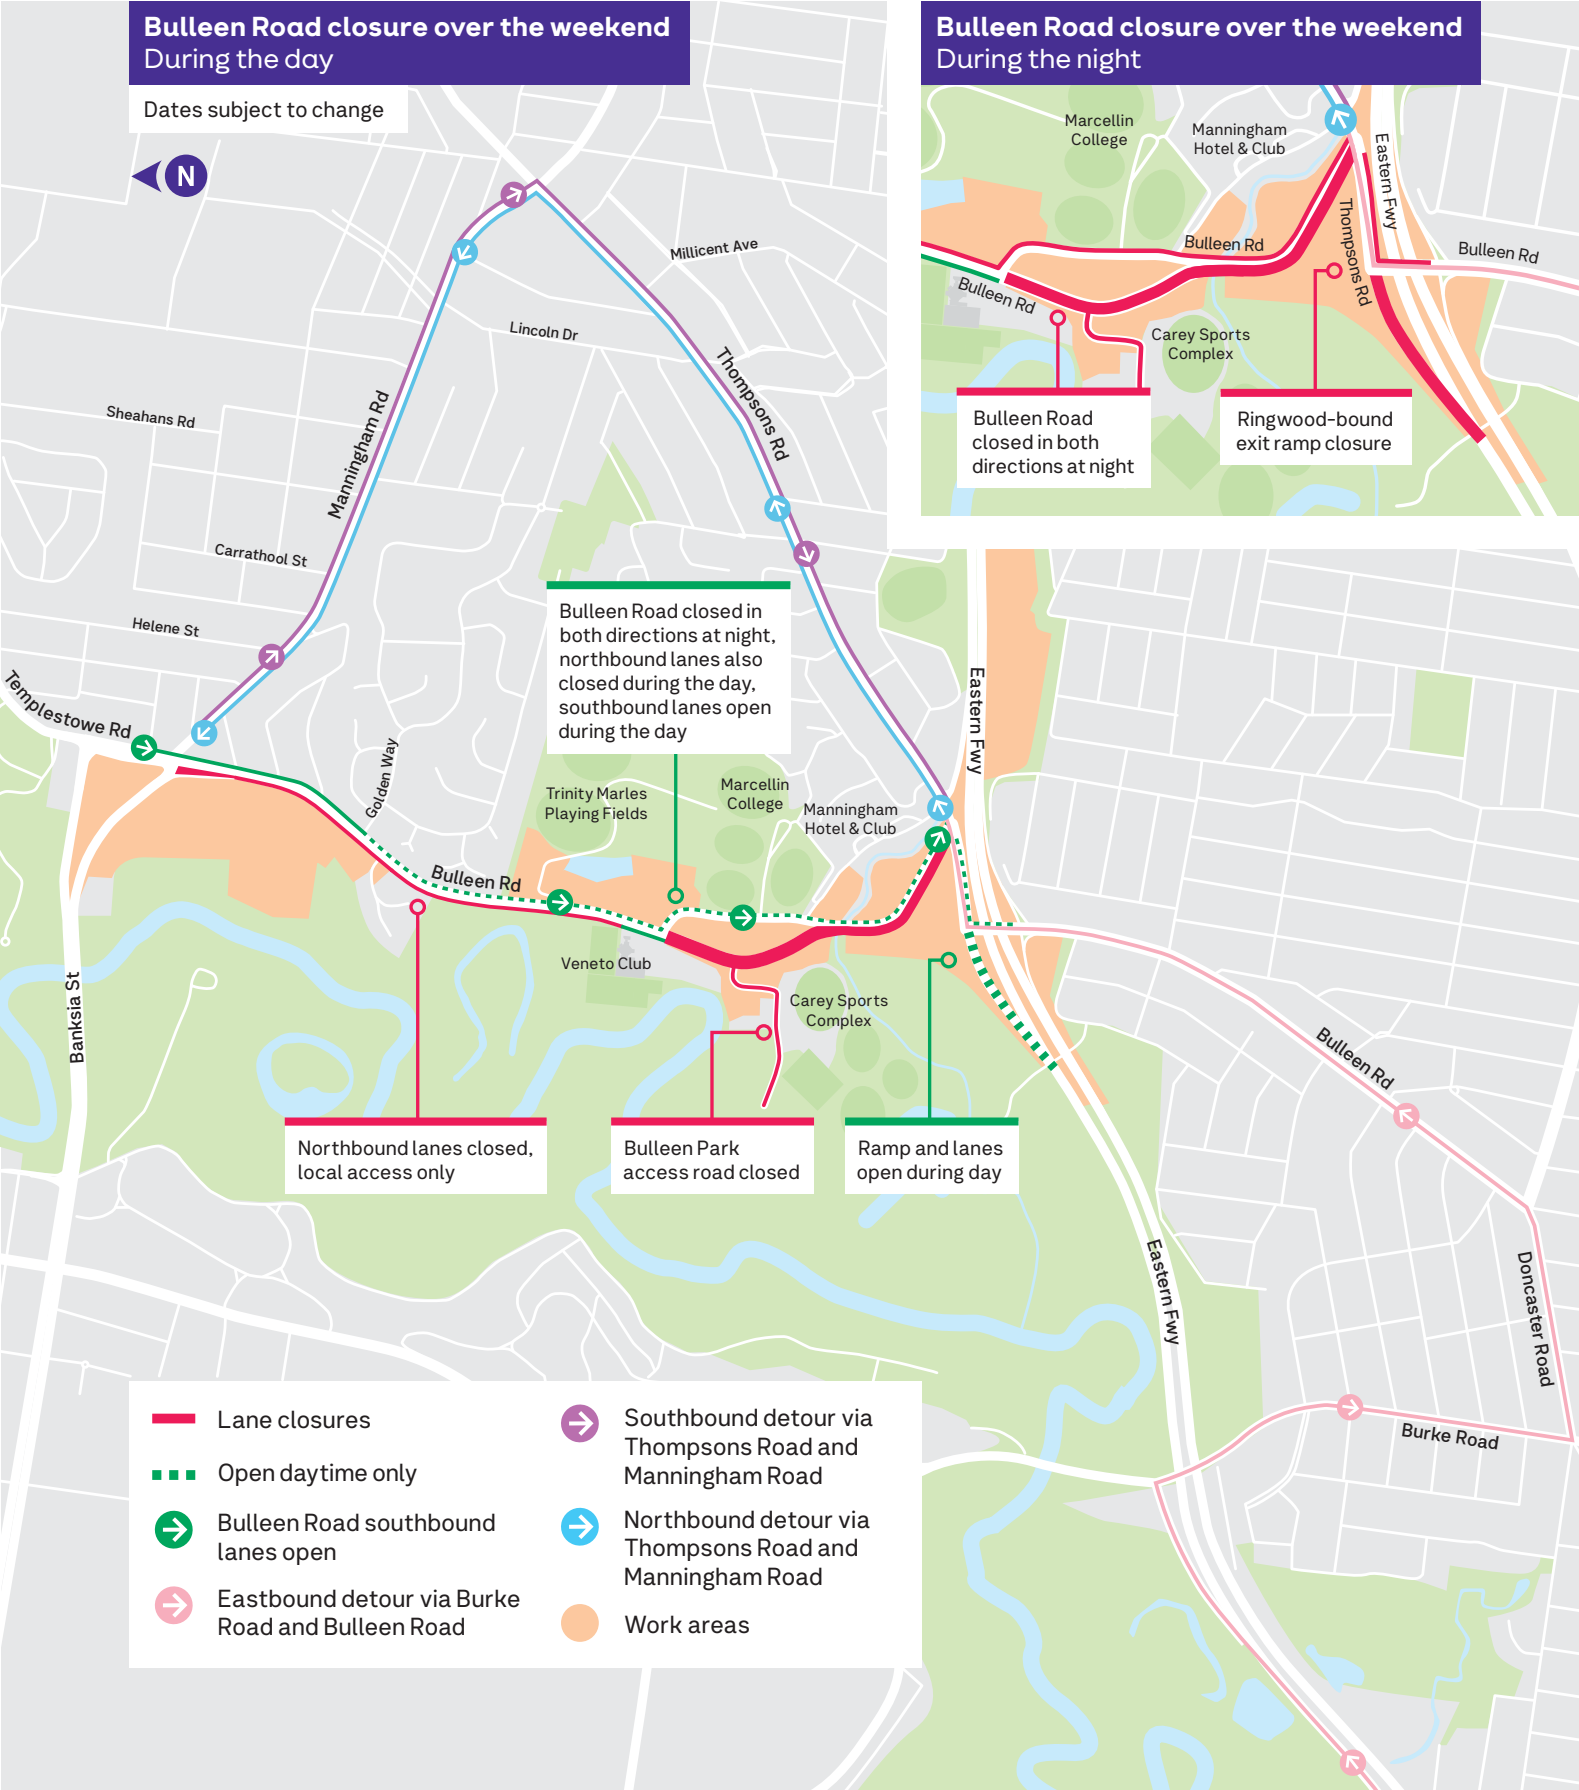 Bulleen Road closure over the weekend
During the day
Dates subject to change
N
Bulleen Road closure over the weekend
During the night
Marcellin
College
Manningham
Hotel & Club
Eastern Fwy
Thompsons Rd
Bulleen Rd
Bulleen Rd
Bulleen Rd
Carey Sports
Complex
Bulleen Road
closed in both
directions at night
Ringwood-bound
exit ramp closure
Millicent Ave
Lincoln Dr
Thompsons Rd
Manningham Rd
Sheahans Rd
Carrathool St
Helene St
Templestowe Rd
Golden Way
Bulleen Road closed in
both directions at night,
northbound lanes also
closed during the day,
southbound lanes open
during the day
Eastern Fwy
Trinity Marles
Playing Fields
Marcellin
College
Manningham
Hotel & Club
Bulleen Rd
Veneto Club
Carey Sports
Complex
Banksia St
Bulleen Rd
Northbound lanes closed,
local access only
Bulleen Park
access road closed
Ramp and lanes
open during day
Eastern Fwy
Doncaster Road
Burke Road
Lane closures
Open daytime only
Bulleen Road southbound
lanes open
Eastbound detour via Burke
Road and Bulleen Road
Southbound detour via
Thompsons Road and
Manningham Road
Northbound detour via
Thompsons Road and
Manningham Road
Work areas